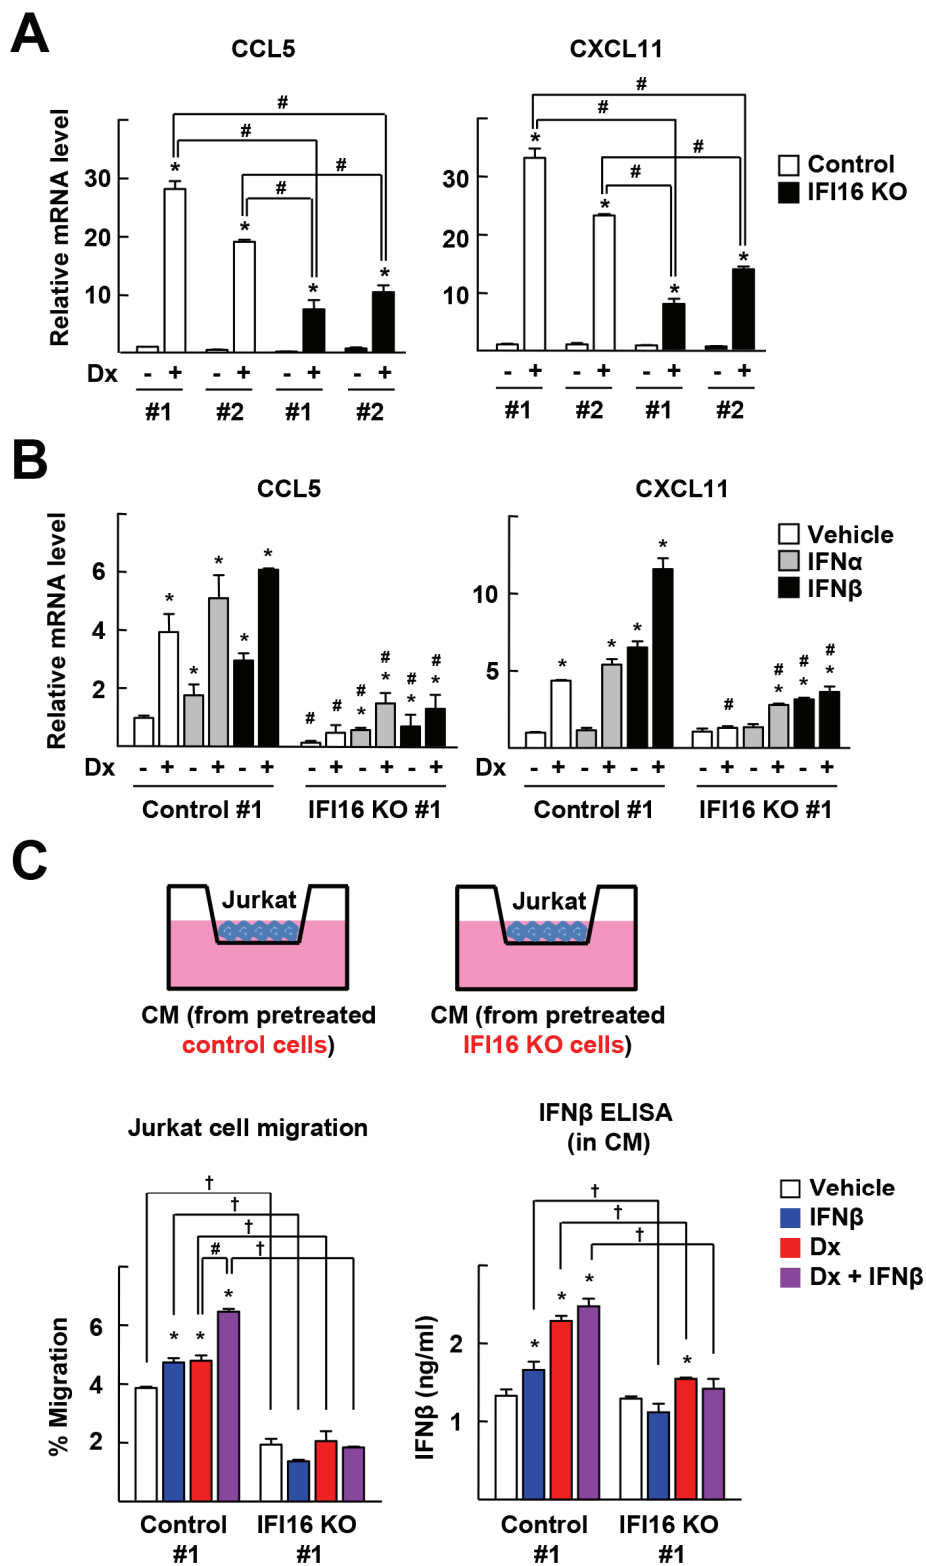 A
CCL5
CXCL11
Relative mRNA level
30
20
10
#
#
#
#
* * * *
30
20
10
#
#
#
#
* * * *
Control
IFI16 KO
Dx - + - + - + - +
#1 #2 #1 #2
- + - + - + - +
#1 #2 #1 #2
B
CCL5
CXCL11
Relative mRNA level
6
4
2
* * * * *
# # # # # #
* * * *
10
5
* * * *
# # # #
* * *
Vehicle
IFNα
IFNβ
Dx - + - + - + - + - + - +
Control #1 IFI16 KO #1
Dx - + - + - + - + - + - +
Control #1 IFI16 KO #1
C
Jurkat
Jurkat
CM (from pretreated
control cells)
CM (from pretreated
IFI16 KO cells)
Jurkat cell migration
IFNβ ELISA
(in CM)
% Migration
6
4
2
†
†
†
# †
* * *
Control
#1
IFI16 KO
#1
IFNβ (ng/ml)
2
1
†
†
†
* * * *
Control
#1
IFI16 KO
#1
Vehicle
IFNβ
Dx
Dx + IFNβ